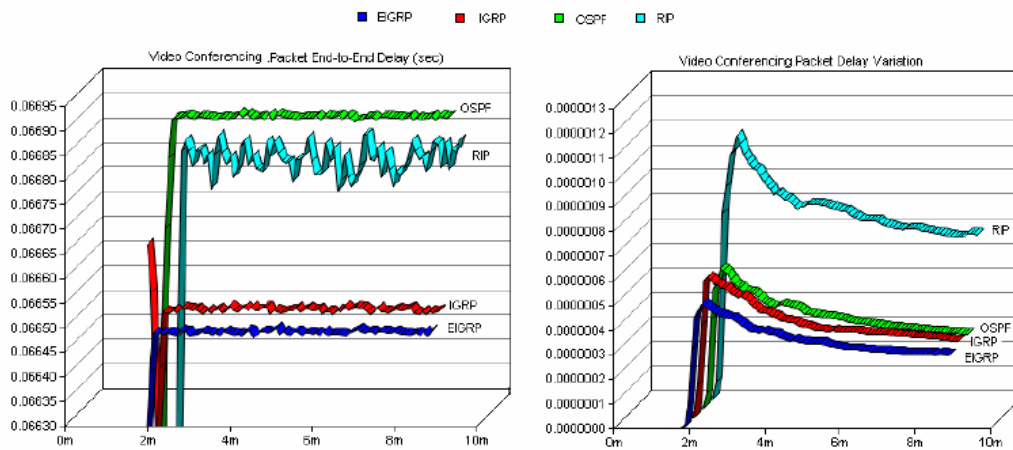 EIGRP IGRP OSPF RIP
Video Conferencing .Packet End-to-End Delay (sec)
0.06695
0.06690
0.06685
0.06680
0.06675
0.06670
0.06665
0.06660
0.06655
0.06650
0.06645
0.06640
0.06635
0.06630
0m 2m 4m 6m 8m 10m
OSPF
RIP
IGRP
EIGRP
Video Conferencing.Packet Delay Variation
0.0000013
0.0000012
0.0000011
0.0000010
0.0000009
0.0000008
0.0000007
0.0000006
0.0000005
0.0000004
0.0000003
0.0000002
0.0000001
0.0000000
0m 2m 4m 6m 8m 10m
RIP
OSPF
IGRP
EIGRP